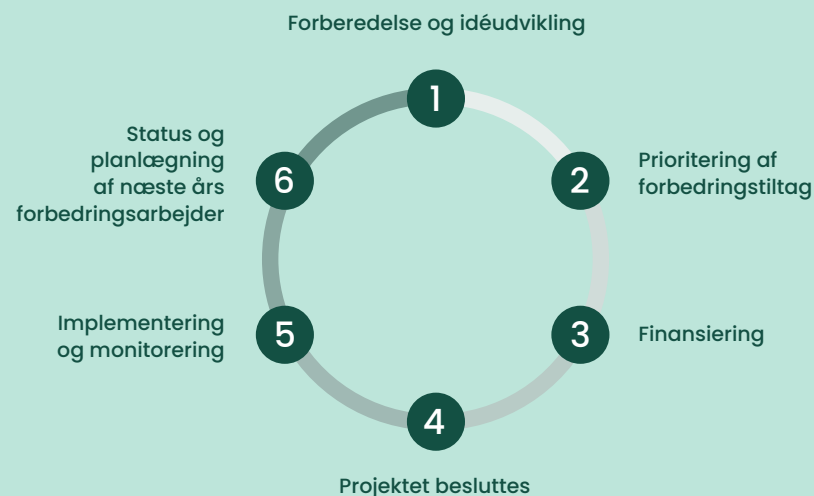 Forberedelse og idéudvikling
1
2
Prioritering af
forbedringstiltag
3
Finansiering
4
Projektet besluttes
5
Implementering
og monitorering
6
Status og
planlægning
af næste års
forbedringsarbejder